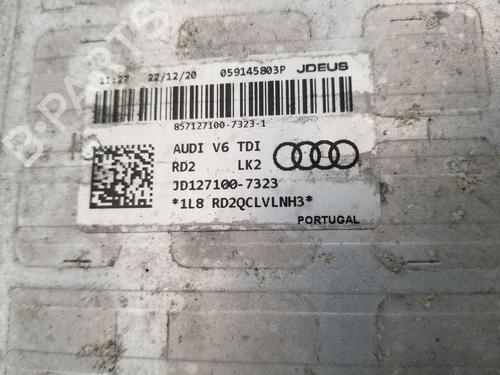 11:27 22/12/20 059145803P JDEUS
857127100-7323-1
AUDI V6 TDI
RD2 LK2
JD127100-7323
*1L8 RD2QCLVLNH3*
PORTUGAL
B-PARTS